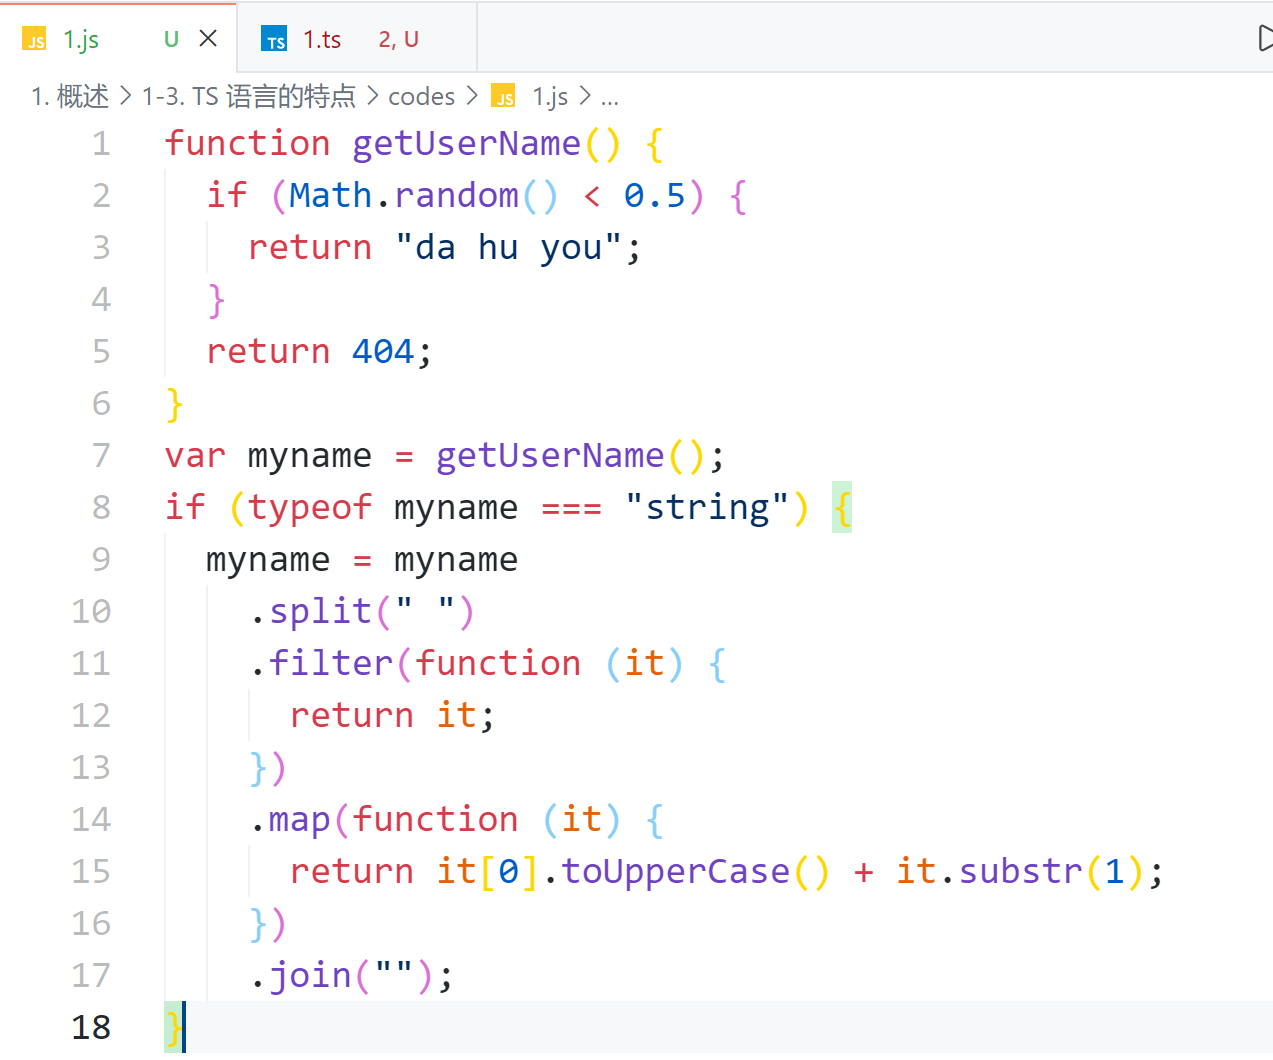 JS 1.js U × TS 1.ts 2, U
1. 概述 > 1-3. TS 语言的特点 > codes > JS 1.js > ...
1 function getUserName() {
2   if (Math.random() < 0.5) {
3     return "da hu you";
4   }
5   return 404;
6 }
7 var myname = getUserName();
8 if (typeof myname === "string") {
9   myname = myname
10     .split(" ")
11     .filter(function (it) {
12       return it;
13     })
14     .map(function (it) {
15       return it[0].toUpperCase() + it.substr(1);
16     })
17     .join("");
18 }